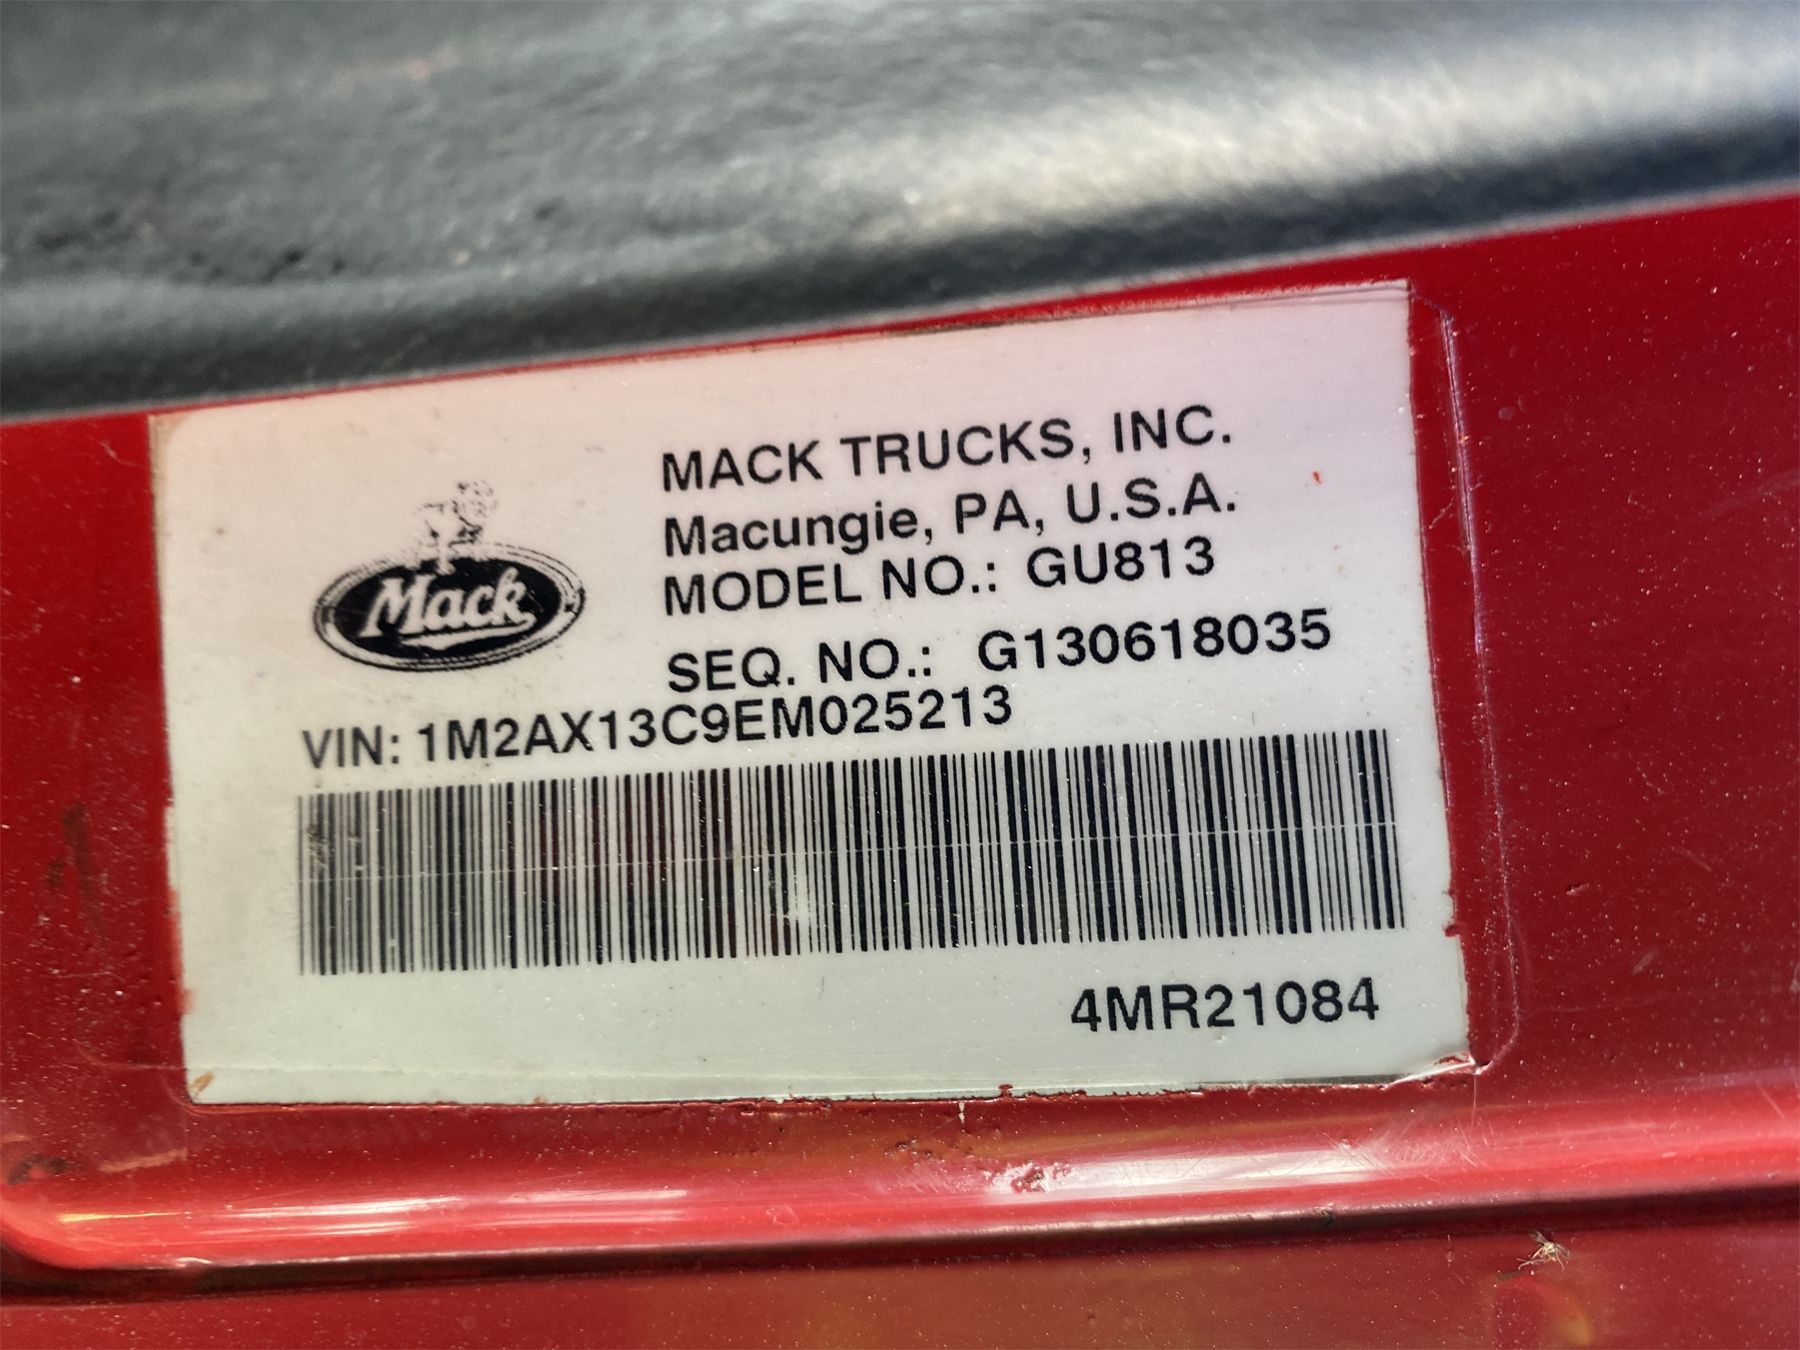 MACK TRUCKS, INC.
Macungie, PA, U.S.A.
MODEL NO.: GU813
Mack
SEQ. NO.: G130618035
VIN: 1M2AX13C9EM025213
4MR21084